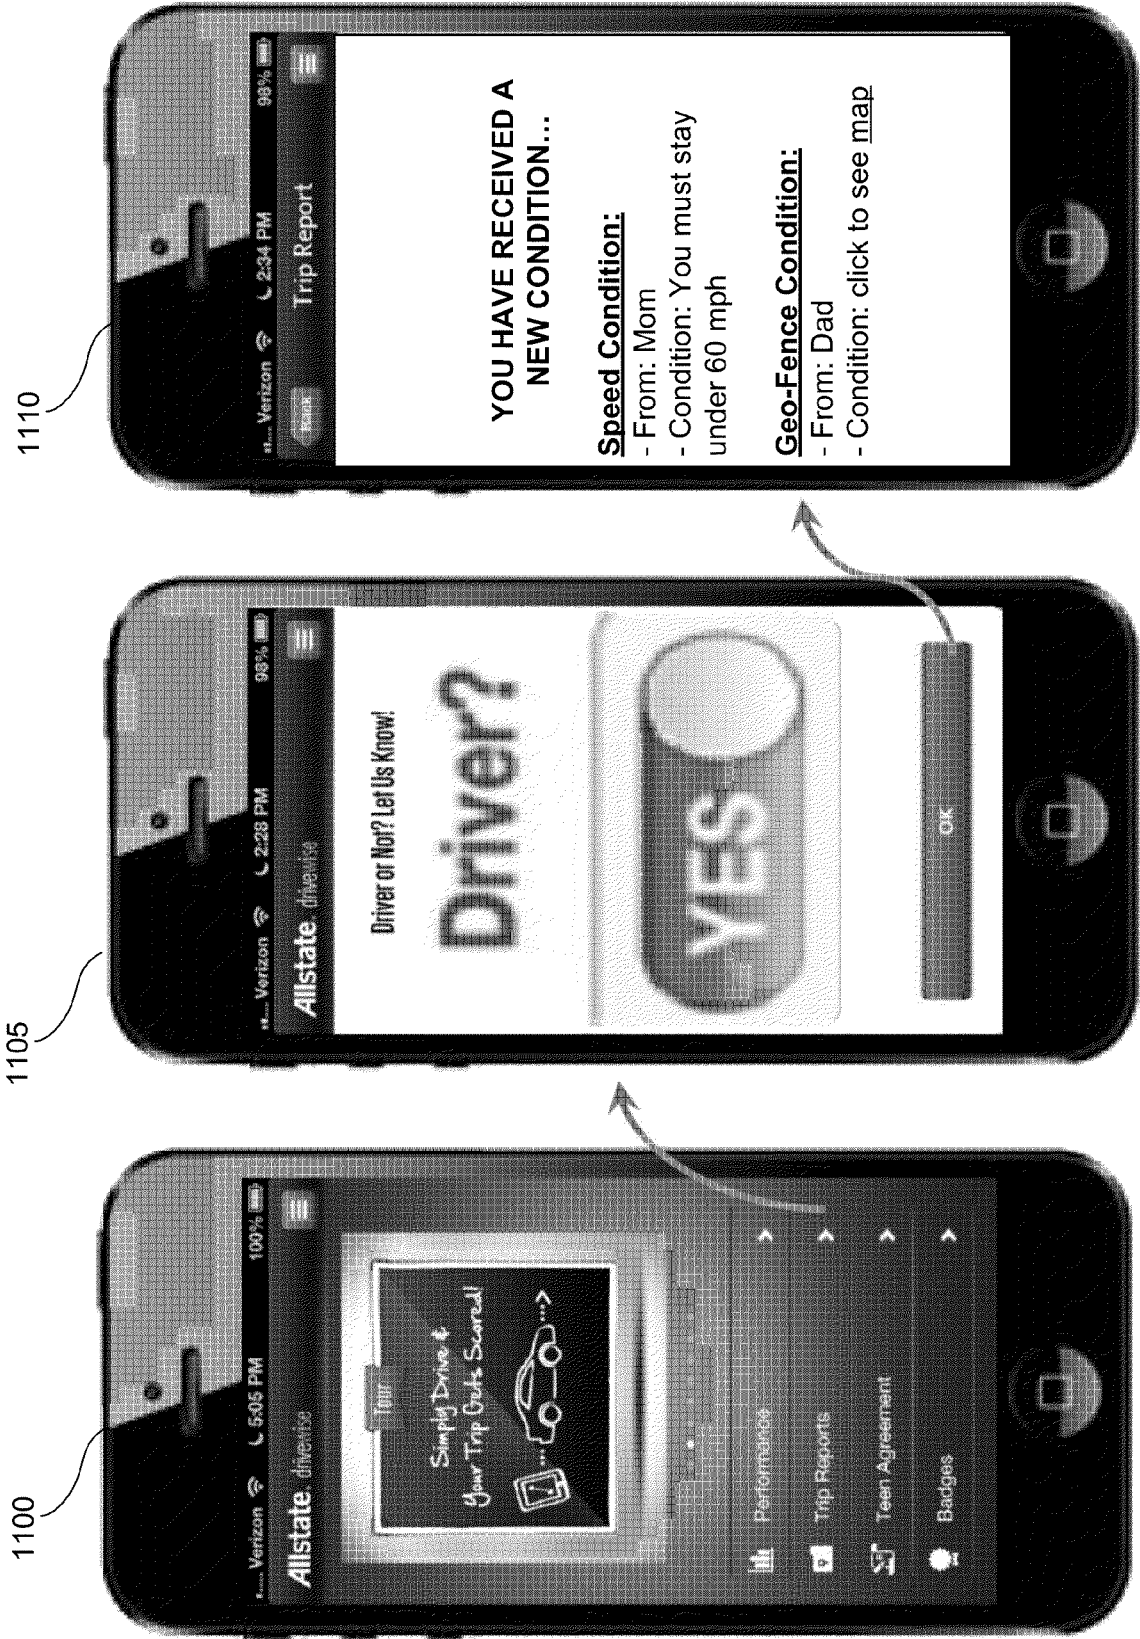 1100
Verizon 5:05 PM 100%
Allstate. drivewise
Tour
Simply Drive &
Your Trip Gets Scored!
Performance
Trip Reports
Teen Agreement
Badges
1105
Verizon 2:28 PM 98%
Allstate. drivewise
Driver or Not? Let Us Know!
Driver?
YES
OK
1110
Verizon 2:34 PM 98%
Back Trip Report
YOU HAVE RECEIVED A
NEW CONDITION...
Speed Condition:
- From: Mom
- Condition: You must stay
under 60 mph
Geo-Fence Condition:
- From: Dad
- Condition: click to see map